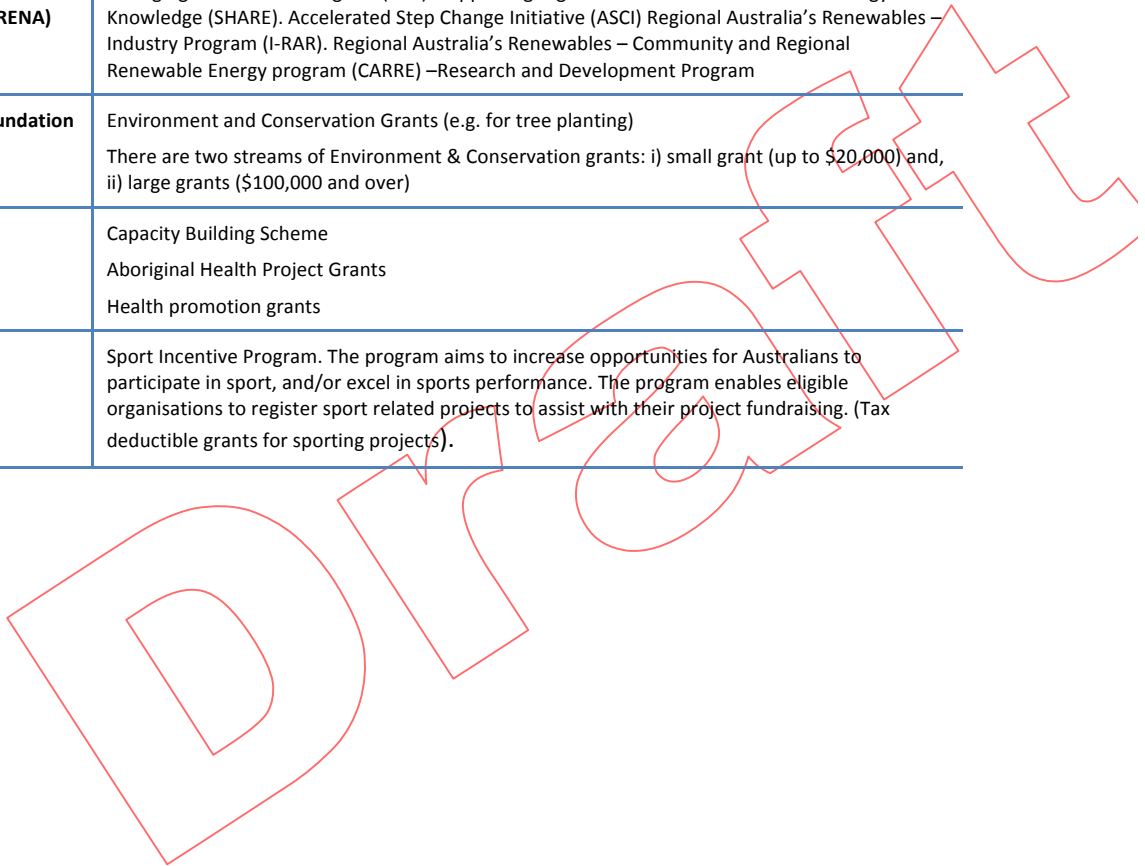 RENA)
Knowledge (SHARE). Accelerated Step Change Initiative (ASCI) Regional Australia’s Renewables –
Industry Program (I-RAR). Regional Australia’s Renewables – Community and Regional
Renewable Energy program (CARRE) –Research and Development Program
undation
Environment and Conservation Grants (e.g. for tree planting)
There are two streams of Environment & Conservation grants: i) small grant (up to $20,000) and,
ii) large grants ($100,000 and over)
Capacity Building Scheme
Aboriginal Health Project Grants
Health promotion grants
Sport Incentive Program. The program aims to increase opportunities for Australians to
participate in sport, and/or excel in sports performance. The program enables eligible
organisations to register sport related projects to assist with their project fundraising. (Tax
deductible grants for sporting projects).
Draft